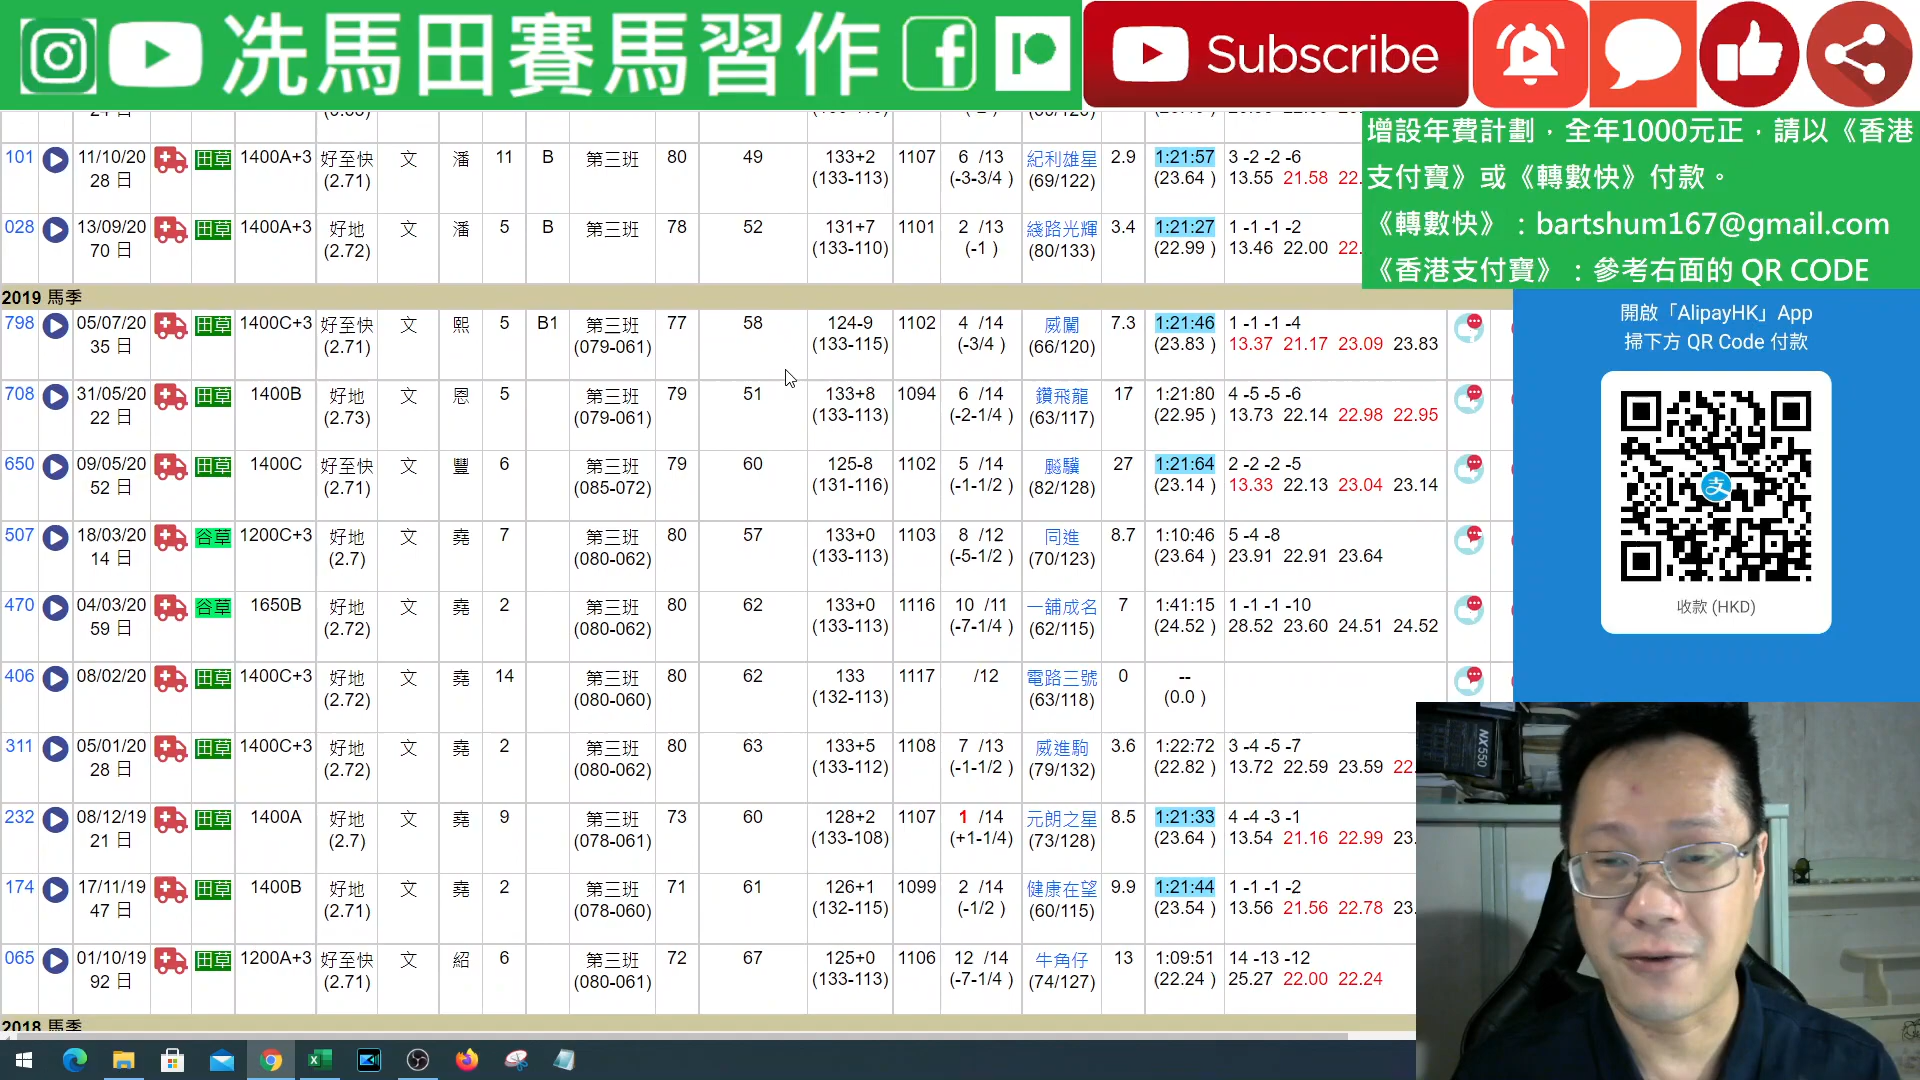 冼馬田賽馬習作
Subscribe
增設年費計劃，全年1000元正，請以《香港
支付寶》或《轉數快》付款。
《轉數快》：bartshum167@gmail.com
《香港支付寶》：參考右面的 QR CODE
開啟「AlipayHK」App
掃下方 QR Code 付款
支
收款 (HKD)
101 11/10/20 田草 1400A+3 好至快 文 潘 11 B 第三班 80 49 133+2 1107 6 /13 紀利雄星 2.9 1:21:57 3 -2 -2 -6
28 日 (2.71) (133-113) (-3-3/4 ) (69/122) (23.64 ) 13.55 21.58 22.
028 13/09/20 田草 1400A+3 好地 文 潘 5 B 第三班 78 52 131+7 1101 2 /13 綫路光輝 3.4 1:21:27 1 -1 -1 -2
70 日 (2.72) (133-110) (-1 ) (80/133) (22.99 ) 13.46 22.00 22.
2019 馬季
798 05/07/20 田草 1400C+3 好至快 文 熙 5 B1 第三班 77 58 124-9 1102 4 /14 威闖 7.3 1:21:46 1 -1 -1 -4
35 日 (2.71) (079-061) (133-115) (-3/4 ) (66/120) (23.83 ) 13.37 21.17 23.09 23.83
708 31/05/20 田草 1400B 好地 文 恩 5 第三班 79 51 133+8 1094 6 /14 鑽飛龍 17 1:21:80 4 -5 -5 -6
22 日 (2.73) (079-061) (133-113) (-2-1/4 ) (63/117) (22.95 ) 13.73 22.14 22.98 22.95
650 09/05/20 田草 1400C 好至快 文 豐 6 第三班 79 60 125-8 1102 5 /14 27 1:21:64 2 -2 -2 -5
52 日 (2.71) (085-072) (131-116) (-1-1/2 ) (82/128) (23.14 ) 13.33 22.13 23.04 23.14
507 18/03/20 谷草 1200C+3 好地 文 堯 7 第三班 80 57 133+0 1103 8 /12 同進 8.7 1:10:46 5 -4 -8
14 日 (2.7) (080-062) (133-113) (-5-1/2 ) (70/123) (23.64 ) 23.91 22.91 23.64
470 04/03/20 谷草 1650B 好地 文 堯 2 第三班 80 62 133+0 1116 10 /11 一舖成名 7 1:41:15 1 -1 -1 -10
59 日 (2.72) (080-062) (133-113) (-7-1/4 ) (62/115) (24.52 ) 28.52 23.60 24.51 24.52
406 08/02/20 田草 1400C+3 好地 文 堯 14 第三班 80 62 133 1117 /12 電路三號 0 --
(2.72) (080-060) (132-113) (63/118) (0.0 )
311 05/01/20 田草 1400C+3 好地 文 堯 2 第三班 80 63 133+5 1108 7 /13 威進駒 3.6 1:22:72 3 -4 -5 -7
28 日 (2.72) (080-062) (133-112) (-1-1/2 ) (79/132) (22.82 ) 13.72 22.59 23.59 22.
232 08/12/19 田草 1400A 好地 文 堯 9 第三班 73 60 128+2 1107 1 /14 元朗之星 8.5 1:21:33 4 -4 -3 -1
21 日 (2.7) (078-061) (133-108) (+1-1/4) (73/128) (23.64 ) 13.54 21.16 22.99 23.
174 17/11/19 田草 1400B 好地 文 堯 2 第三班 71 61 126+1 1099 2 /14 健康在望 9.9 1:21:44 1 -1 -1 -2
47 日 (2.71) (078-060) (132-115) (-1/2 ) (60/115) (23.54 ) 13.56 21.56 22.78 23.
065 01/10/19 田草 1200A+3 好至快 文 紹 6 第三班 72 67 125+0 1106 12 /14 牛角仔 13 1:09:51 14 -13 -12
92 日 (2.71) (080-061) (133-113) (-7-1/4 ) (74/127) (22.24 ) 25.27 22.00 22.24
2018 馬季
NX550